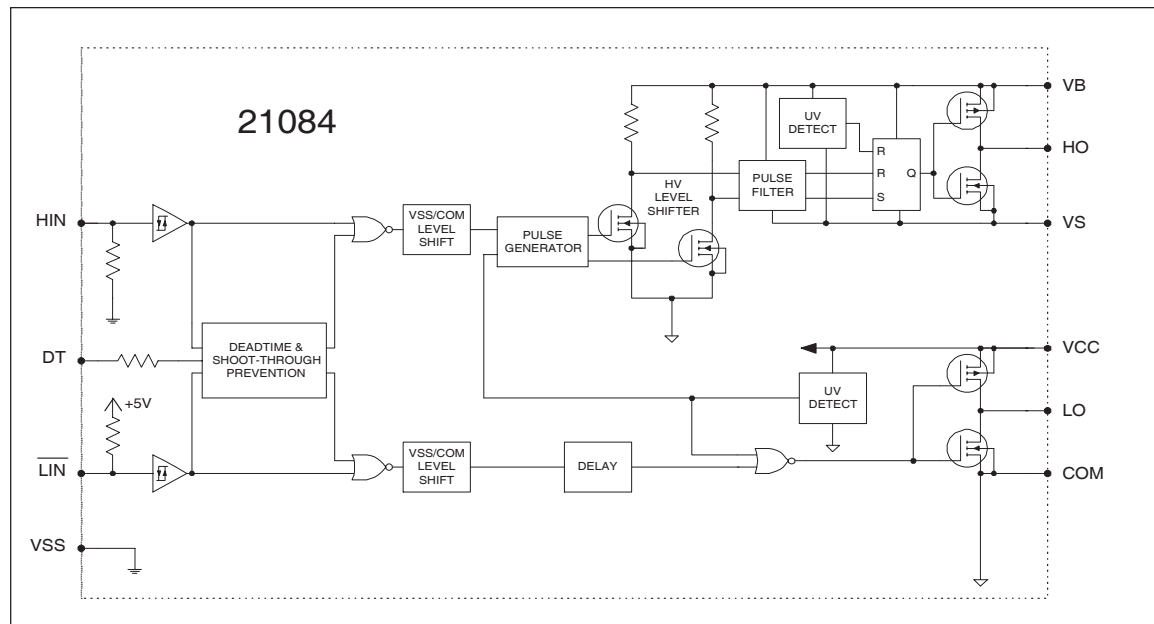 21084
VB
UV
DETECT
HO
R
R
Q
S
PULSE
FILTER
HV
LEVEL
SHIFTER
VS
HIN
VSS/COM
LEVEL
SHIFT
PULSE
GENERATOR
DT
DEADTIME &
SHOOT-THROUGH
PREVENTION
VCC
UV
DETECT
LO
+5V
LIN
VSS/COM
LEVEL
SHIFT
DELAY
COM
VSS